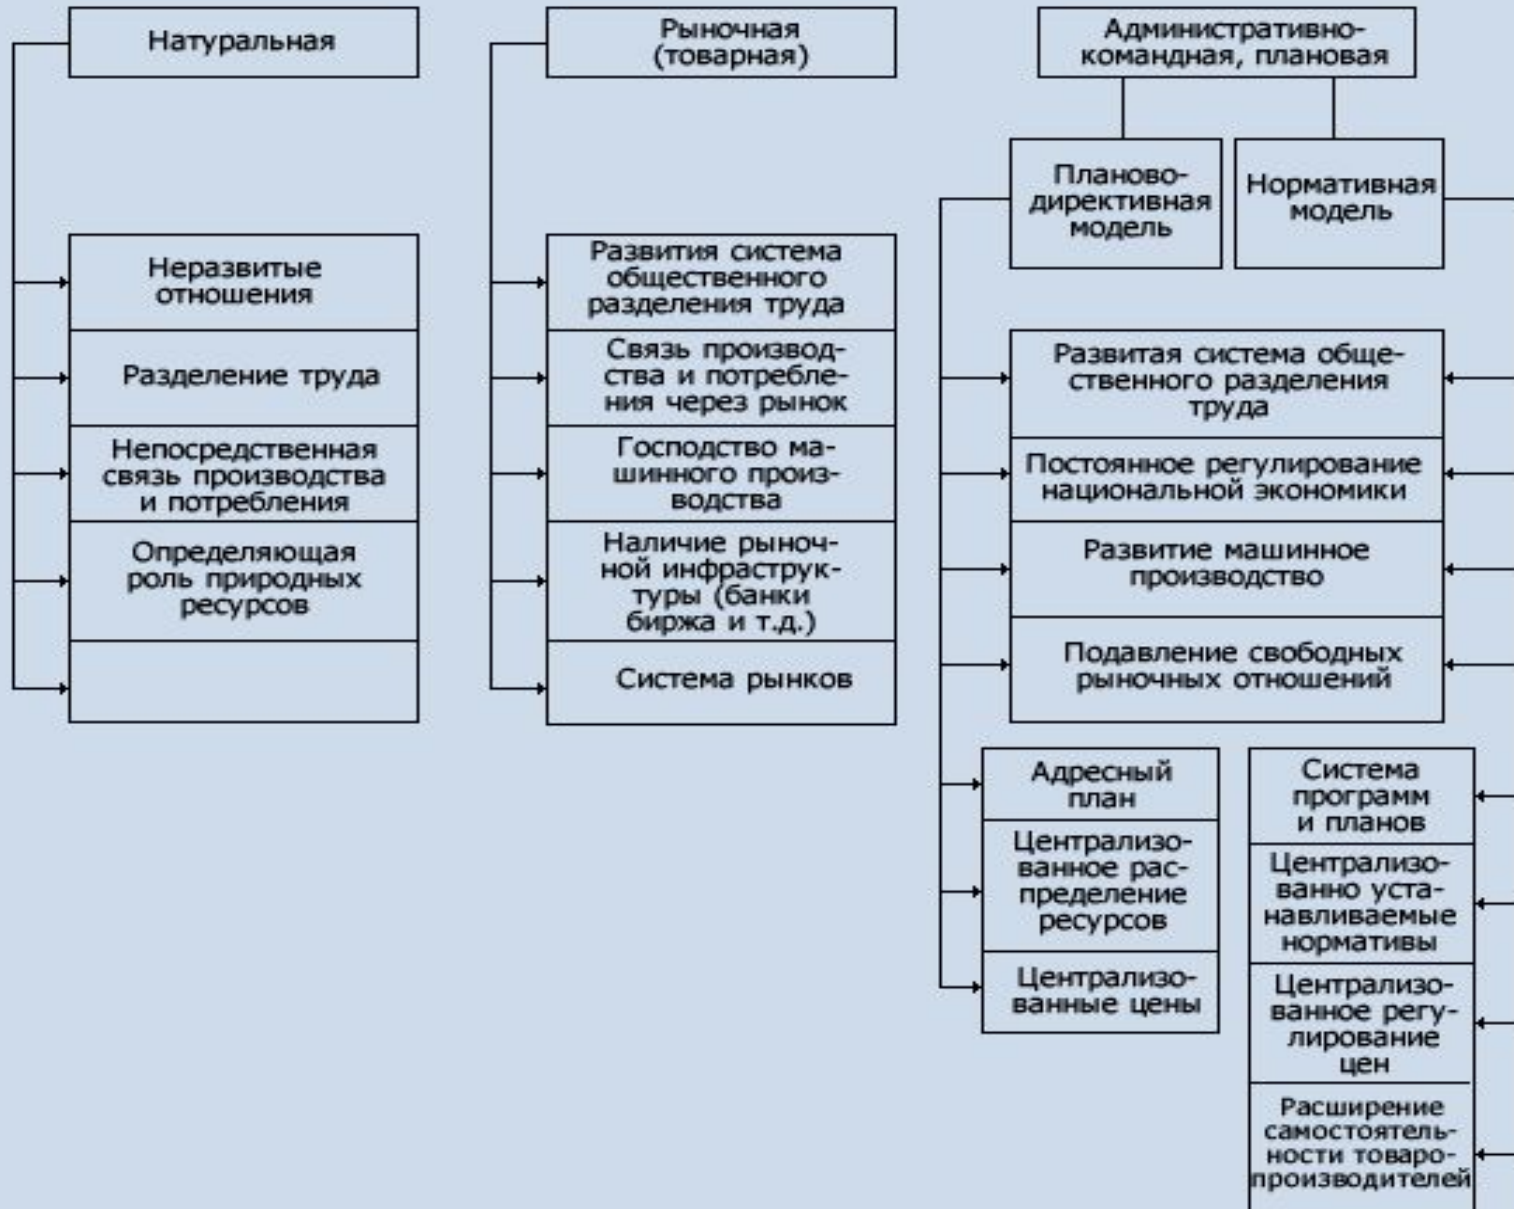 Натуральная
Рыночная
(товарная)
Административно-
командная, плановая
Планово-
директивная
модель
Нормативная
модель
Неразвитые
отношения
Разделение труда
Непосредственная
связь производства
и потребления
Определяющая
роль природных
ресурсов
Развития система
общественного
разделения труда
Связь производ-
ства и потребле-
ния через рынок
Господство ма-
шинного произ-
водства
Наличие рыноч-
ной инфраструк-
туры (банки
биржа и т.д.)
Система рынков
Развитая система обще-
ственного разделения
труда
Постоянное регулирование
национальной экономики
Развитие машинное
производство
Подавление свободных
рыночных отношений
Адресный
план
Централизо-
ванное рас-
пределение
ресурсов
Централизо-
ванные цены
Система
программ
и планов
Централизо-
ванно уста-
навливаемые
нормативы
Централизо-
ванное регу-
лирование
цен
Расширение
самостоятель-
ности товаро-
производителей